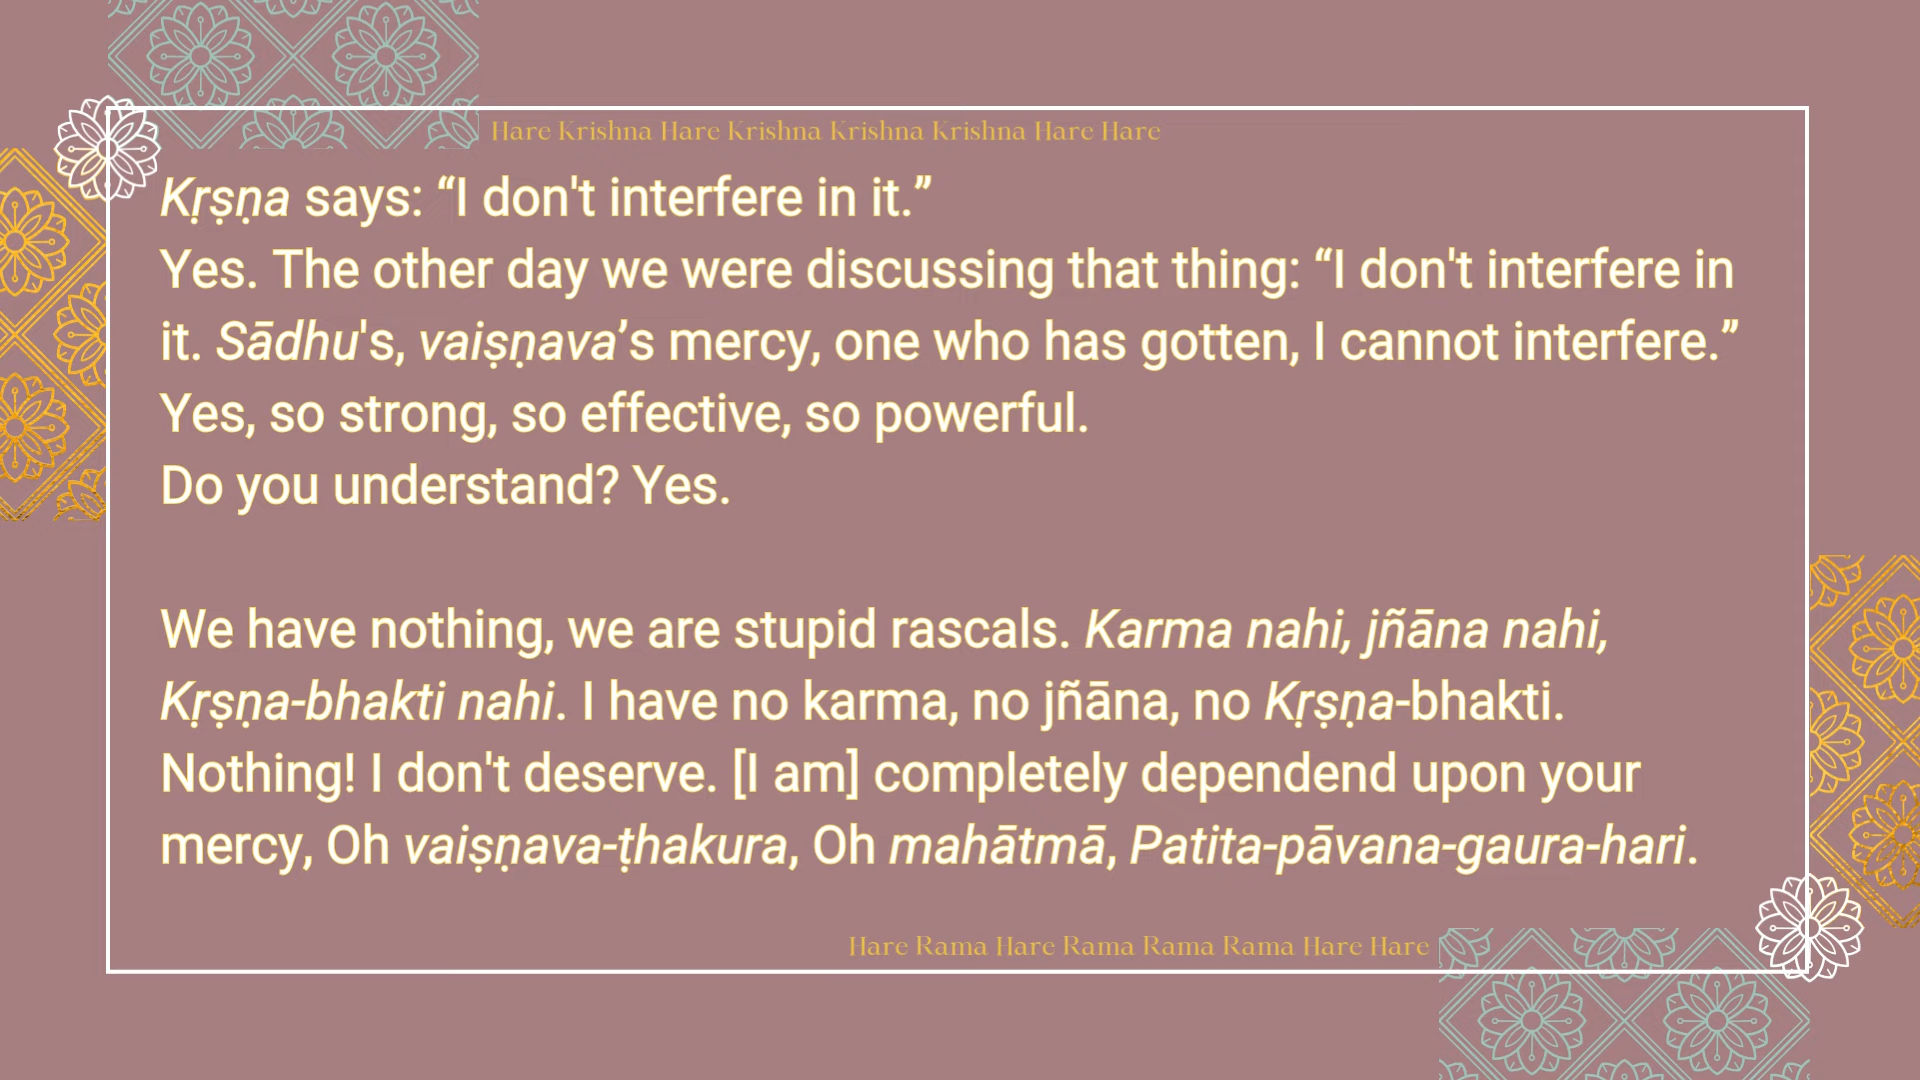 Hare Krishna Hare Krishna Krishna Krishna Hare Hare
Kṛṣṇa says: “I don't interfere in it.”
Yes. The other day we were discussing that thing: “I don't interfere in
it. Sādhu's, vaiṣṇava’s mercy, one who has gotten, I cannot interfere.”
Yes, so strong, so effective, so powerful.
Do you understand? Yes.
We have nothing, we are stupid rascals. Karma nahi, jñāna nahi,
Kṛṣṇa-bhakti nahi. I have no karma, no jñāna, no Kṛṣṇa-bhakti.
Nothing! I don't deserve. [I am] completely dependend upon your
mercy, Oh vaiṣṇava-ṭhakura, Oh mahātmā, Patita-pāvana-gaura-hari.
Hare Rama Hare Rama Rama Rama Hare Hare